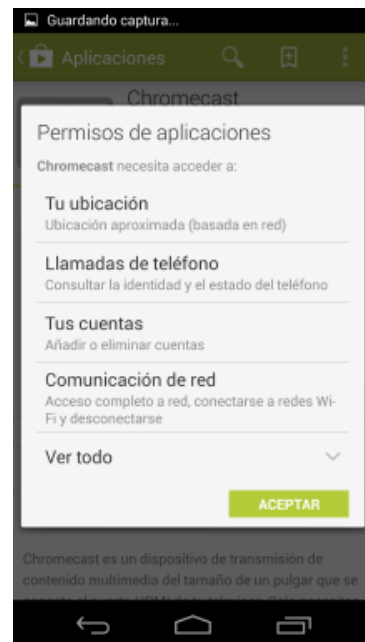 Guardando captura...
Aplicaciones
Chromecast
Permisos de aplicaciones
Chromecast necesita acceder a:
Tu ubicación
Ubicación aproximada (basada en red)
Llamadas de teléfono
Consultar la identidad y el estado del teléfono
Tus cuentas
Añadir o eliminar cuentas
Comunicación de red
Acceso completo a red, conectarse a redes Wi-
Fi y desconectarse
Ver todo
ACEPTAR
Chromecast es un dispositivo de transmisión de
contenido multimedia del tamaño de un pulgar que se